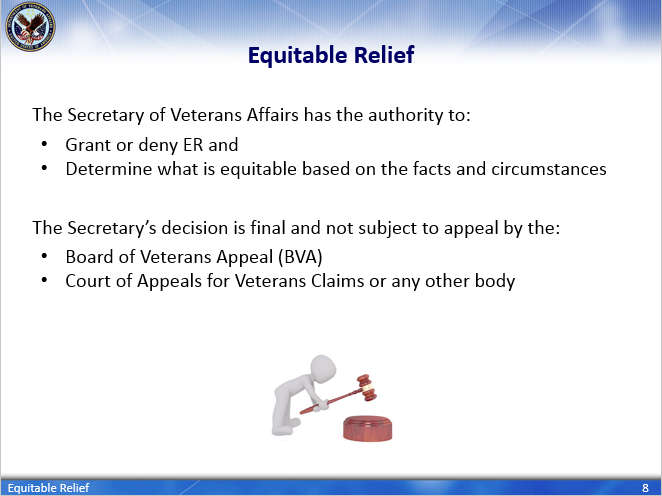 Equitable Relief
The Secretary of Veterans Affairs has the authority to:
• Grant or deny ER and
• Determine what is equitable based on the facts and circumstances
The Secretary’s decision is final and not subject to appeal by the:
• Board of Veterans Appeal (BVA)
• Court of Appeals for Veterans Claims or any other body
Equitable Relief
8